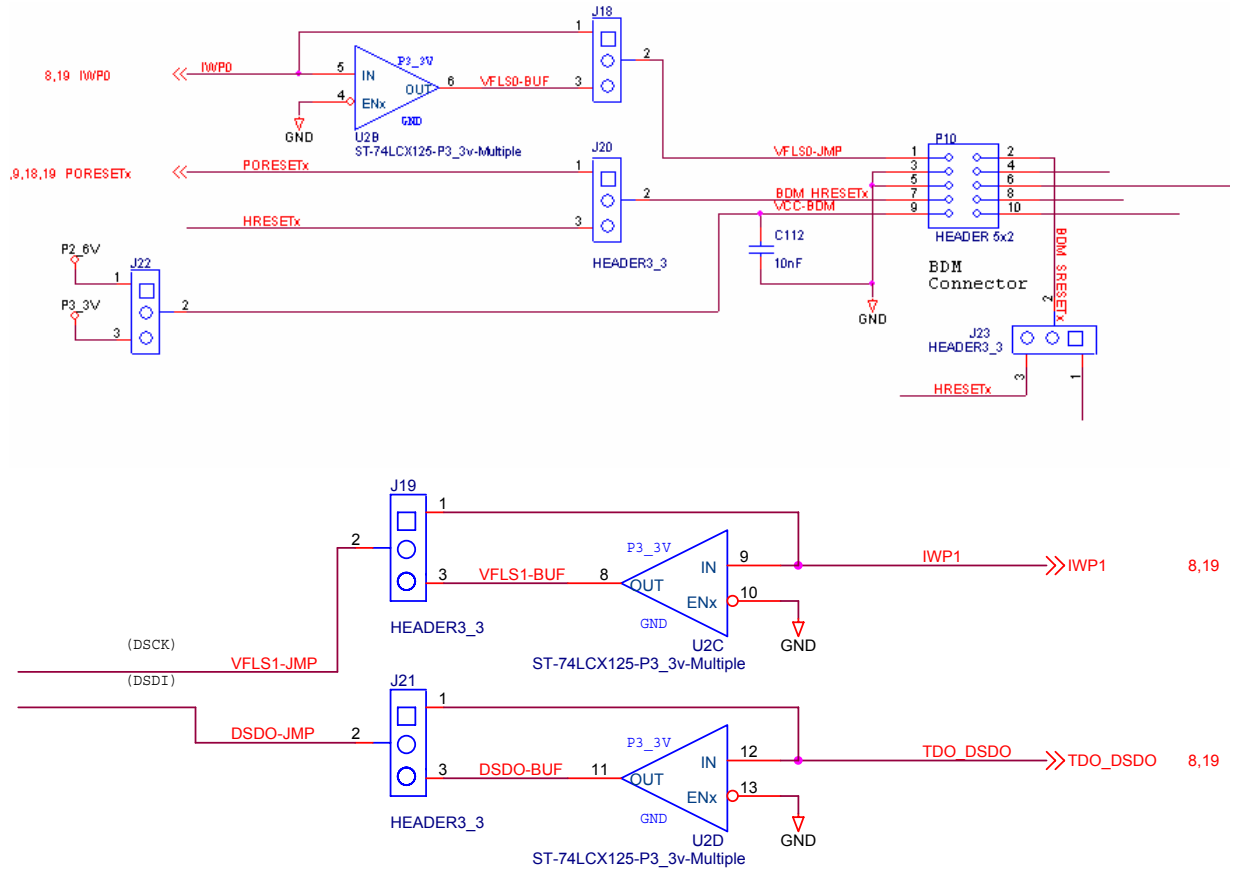 J18
1
2
3
8,19 IWP0
IWP0
5
IN
P3_3V
OUT
6
VFLS0-BUF
4
ENx
GND
GND
U2B
ST-74LCX125-P3_3v-Multiple
J20
,9,18,19 PORESETx
PORESETx
1
2
HRESETx
3
HEADER3_3
P10
VFLS0-JMP
1
2
3
4
5
6
BDM_HRESETx
7
8
VCC-BDM
9
10
HEADER 5x2
BDM
Connector
C112
10nF
GND
P2_6V
J22
1
P3_3V
2
3
BDM_SRESETx
2
J23
HEADER3_3
3
1
HRESETx
J19
1
2
3
VFLS1-BUF
8
P3_3V
OUT
IN
9
IWP1
IWP1
8,19
ENx
10
GND
GND
U2C
ST-74LCX125-P3_3v-Multiple
HEADER3_3
(DSCK)
VFLS1-JMP
(DSDI)
J21
1
DSDO-JMP
2
3
DSDO-BUF
11
P3_3V
OUT
IN
12
TDO_DSDO
TDO_DSDO
8,19
ENx
13
GND
GND
U2D
ST-74LCX125-P3_3v-Multiple
HEADER3_3